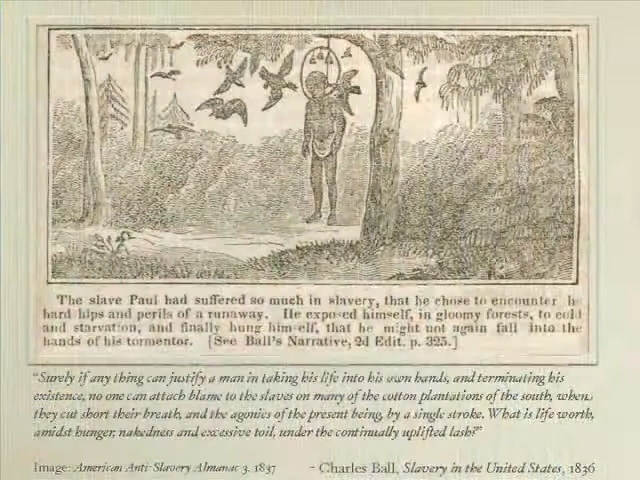 The slave Paul had suffered so much in slavery, that he chose to encounter
hard hips and perils of a runaway. He exposed himself, in gloomy forests, to cold
and starvation, and finally hung himself, that he might not again fall into the
hands of his tormentor. [See Ball's Narrative, 2d Edit. p. 325.]
"Surely if any thing can justify a man in taking his life into his own hands, and terminating his
existence, no one can attach blame to the slaves on many of the cotton plantations of the south, when
they cut short their breath, and the agonies of the present being, by a single stroke. What is life worth,
amidst hunger, nakedness and excessive toil, under the continually uplifted lash?"
Image: American Anti-Slavery Almanac 3. 1837
- Charles Ball, Slavery in the United States, 1836